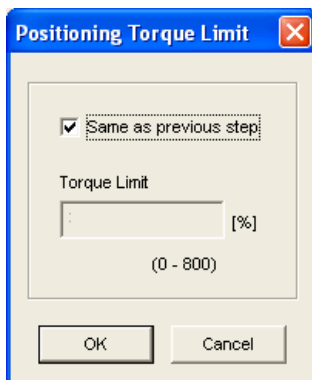 Positioning Torque Limit
Same as previous step
Torque Limit
:
[%]
(0 - 800)
OK
Cancel